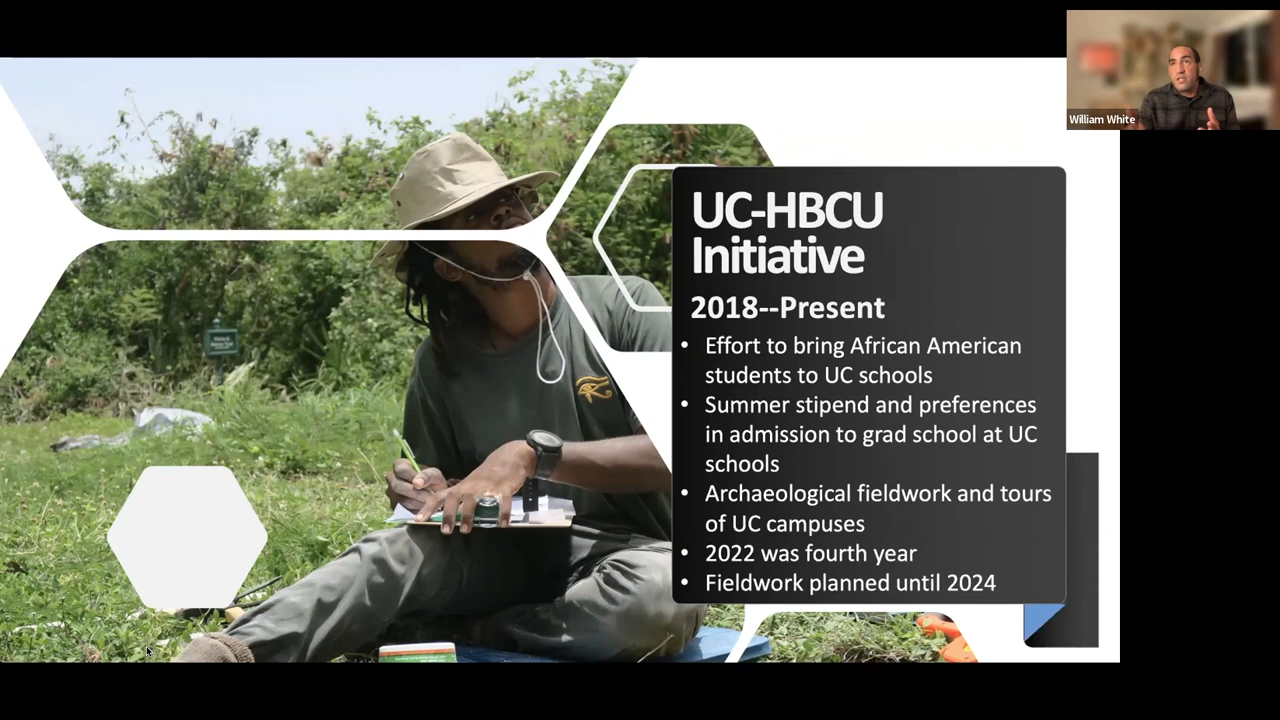 William White
UC-HBCU
Initiative
2018--Present
• Effort to bring African American
students to UC schools
• Summer stipend and preferences
in admission to grad school at UC
schools
• Archaeological fieldwork and tours
of UC campuses
• 2022 was fourth year
• Fieldwork planned until 2024